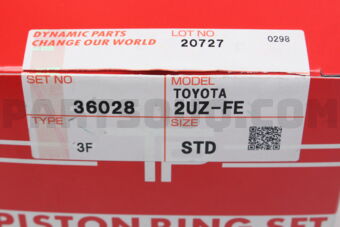 DYNAMIC PARTS
CHANGE OUR WORLD
LOT NO
20727
0298
SET NO
36028
MODEL
TOYOTA
2UZ-FE
TYPE
3F
SIZE
STD
PISTON RING SET